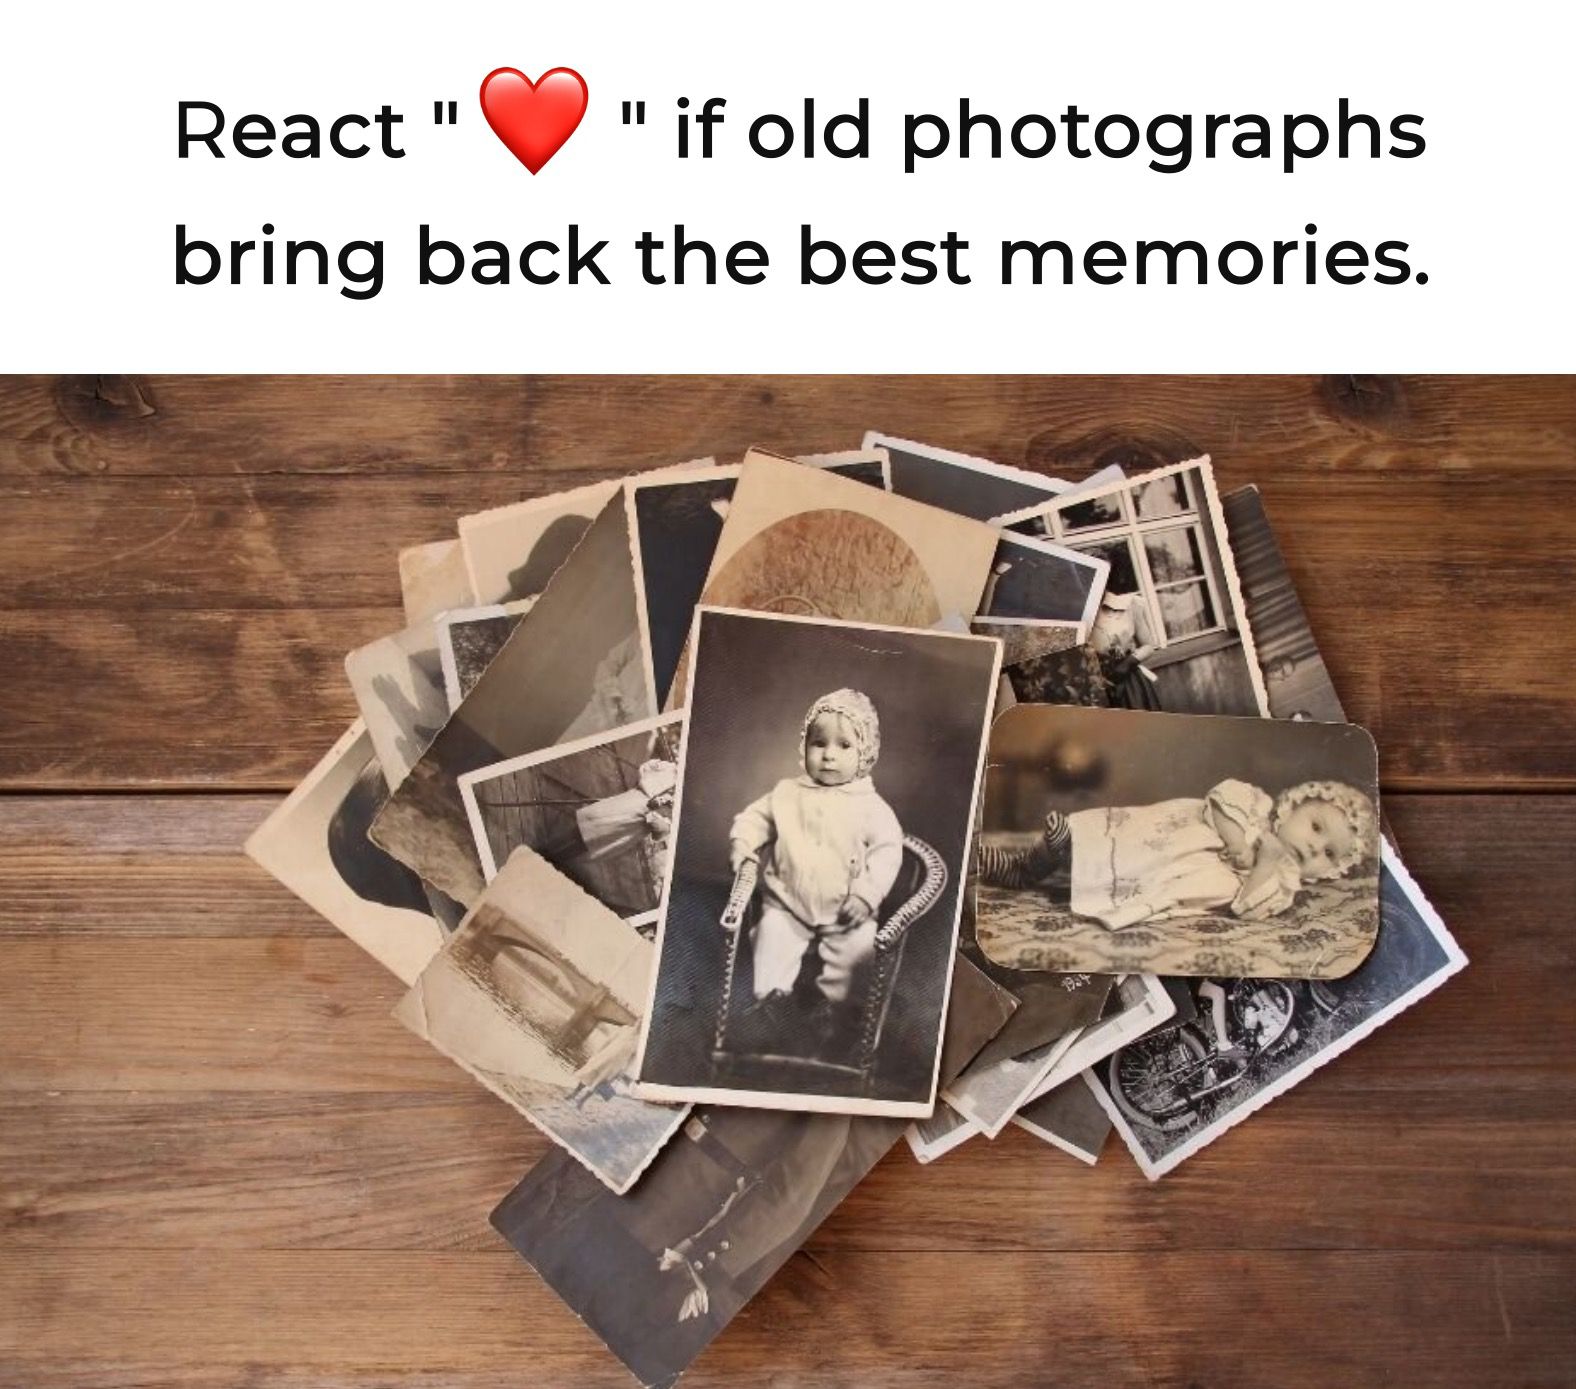 React "❤️" if old photographs
bring back the best memories.